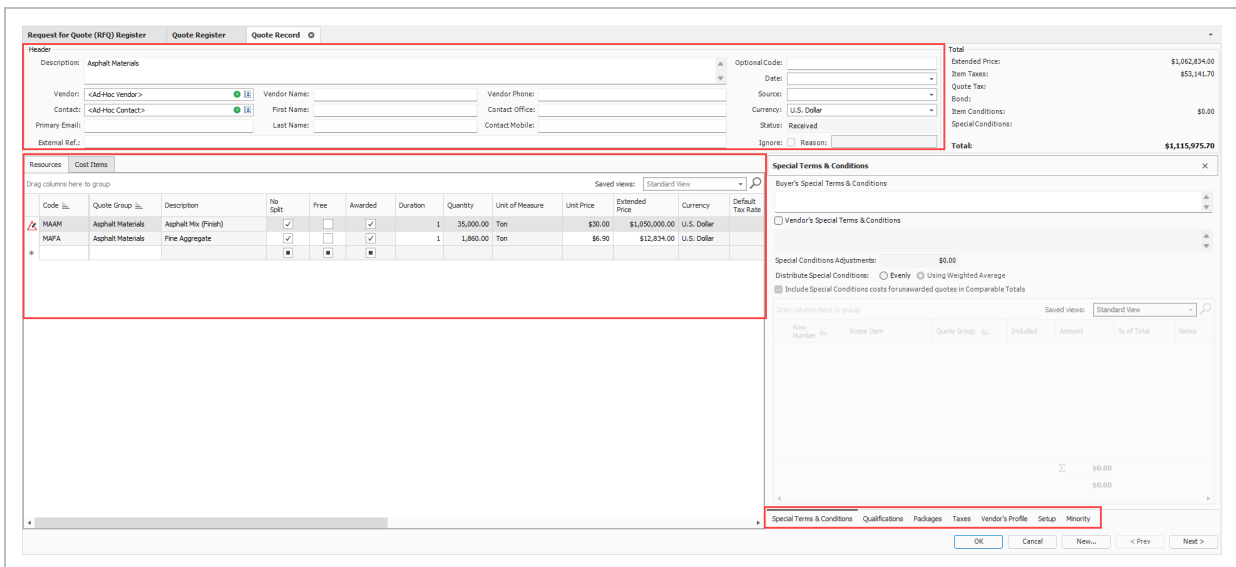 Request for Quote (RFQ) Register Quote Register Quote Record
Header
Description: Asphalt Materials
Optional Code:
Date:
Vendor: <Ad-Hoc Vendor> Vendor Name: Vendor Phone: Source:
Contact: <Ad-Hoc Contact> First Name: Contact Office: Currency: U.S. Dollar
Primary Email: Last Name: Contact Mobile: Status: Received
External Ref.: Ignore: Reason:
Total
Extended Price: $1,062,834.00
Item Taxes: $53,141.70
Quote Tax:
Bond:
Item Conditions: $0.00
Special Conditions:
Total: $1,115,975.70
Resources Cost Items
Drag columns here to group Saved views: Standard View
Code Quote Group Description No Split Free Awarded Duration Quantity Unit of Measure Unit Price Extended Price Currency Default Tax Rate
MAAM Asphalt Materials Asphalt Mix (Finish) 1 35,000.00 Ton $30.00 $1,050,000.00 U.S. Dollar
MAFA Asphalt Materials Fine Aggregate 1 1,860.00 Ton $6.90 $12,834.00 U.S. Dollar
Special Terms & Conditions
Buyer's Special Terms & Conditions
Vendor's Special Terms & Conditions
Special Conditions Adjustments: $0.00
Distribute Special Conditions: Evenly Using Weighted Average
Include Special Conditions costs for unawarded quotes in Comparable Totals
Drag columns here to group Saved views: Standard View
Row Number Scope Item Quote Group Included Amount % of Total Notes
Σ $0.00
$0.00
Special Terms & Conditions Qualifications Packages Taxes Vendor's Profile Setup Minority
OK Cancel New... < Prev Next >